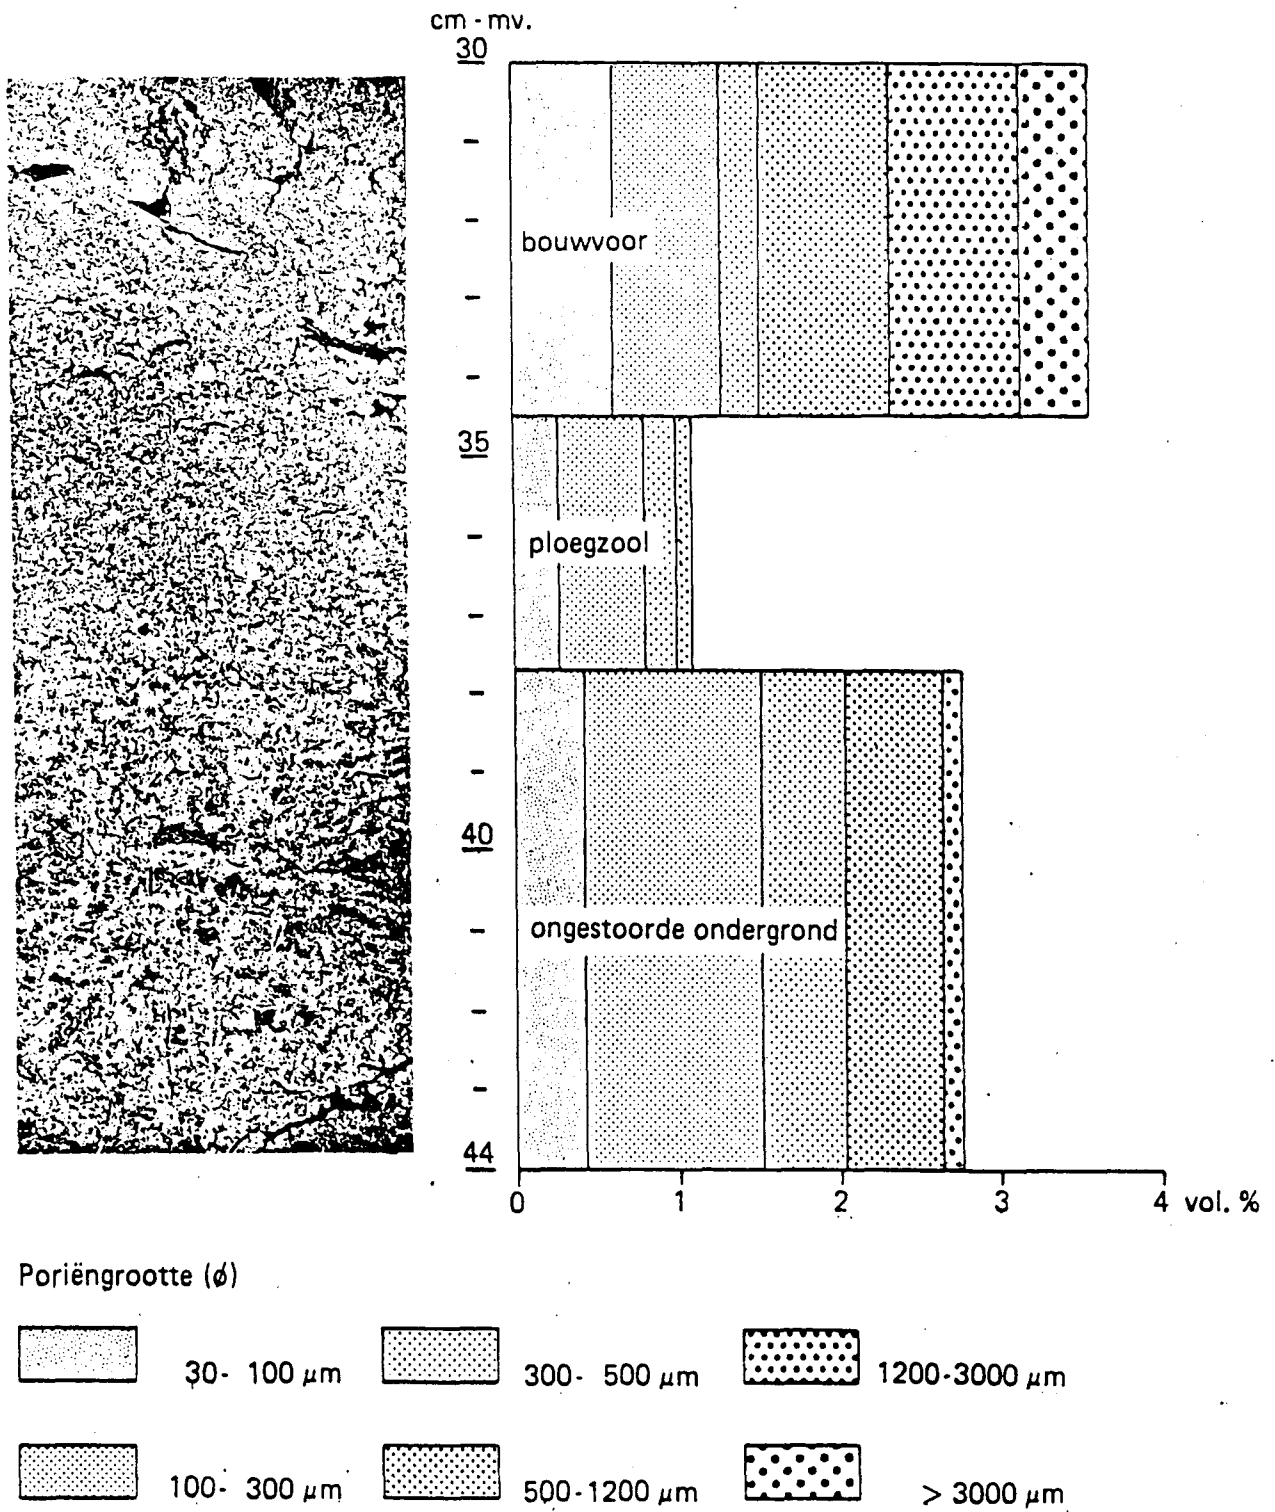 cm - mv.
30
bouwvoor
35
ploegzool
40
ongestoorde ondergrond
44
0 1 2 3 4 vol. %
Poriëngrootte (ø)
30- 100 µm 300- 500 µm 1200-3000 µm
100- 300 µm 500-1200 µm > 3000 µm